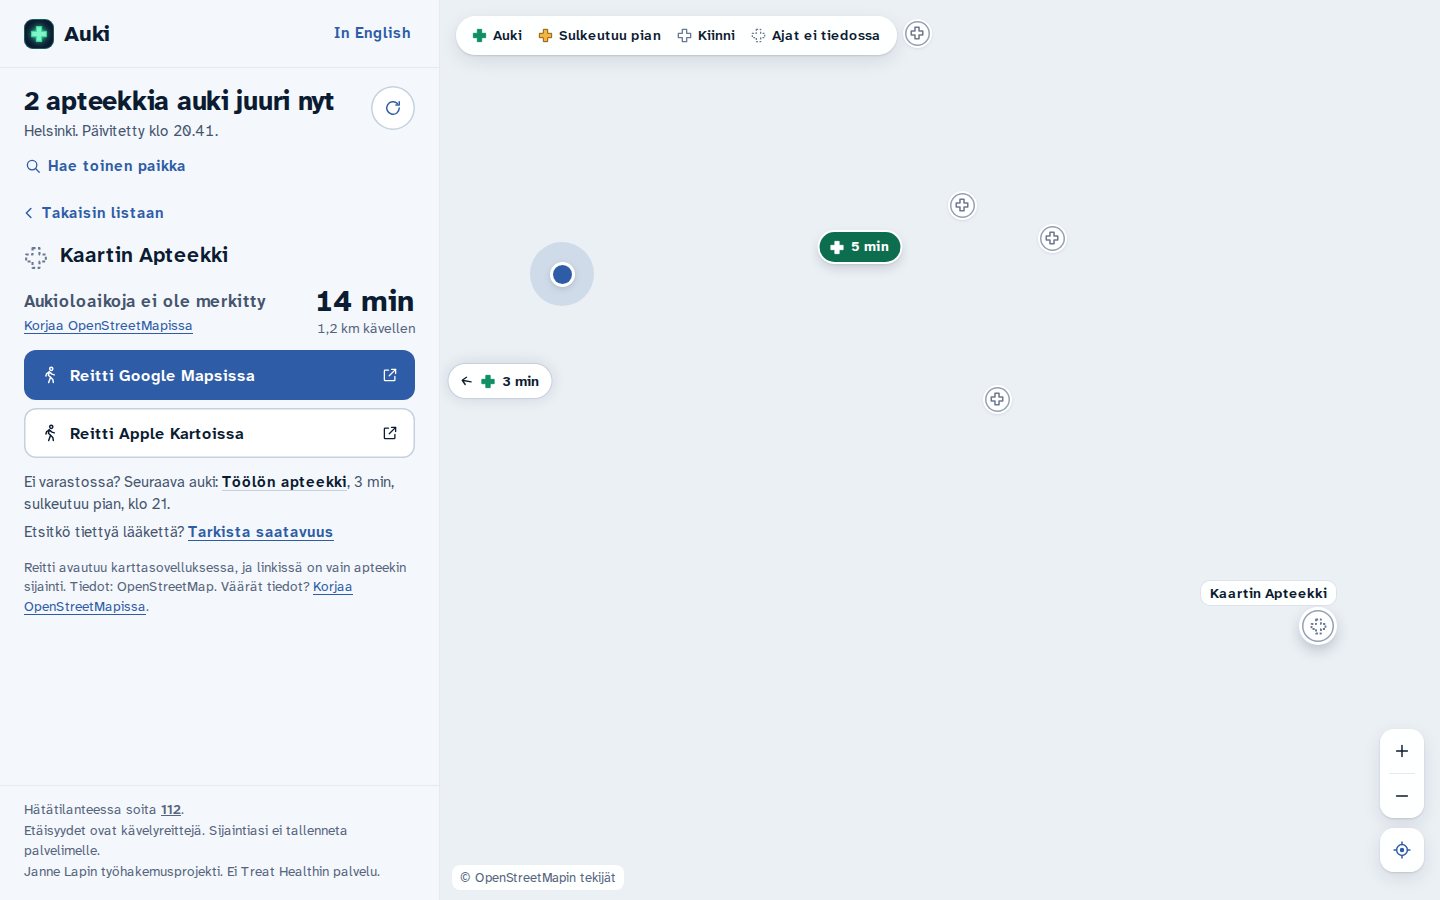 Auki
In English
2 apteekkia auki juuri nyt
Helsinki. Päivitetty klo 20.41.
Hae toinen paikka
Takaisin listaan
Kaartin Apteekki
Aukioloaikoja ei ole merkitty
14 min
Korjaa OpenStreetMapissa
1,2 km kävellen
Reitti Google Mapsissa
Reitti Apple Kartoissa
Ei varastossa? Seuraava auki: Töölön apteekki, 3 min,
sulkeutuu pian, klo 21.
Etsitkö tiettyä lääkettä? Tarkista saatavuus
Reitti avautuu karttasovelluksessa, ja linkissä on vain apteekin
sijainti. Tiedot: OpenStreetMap. Väärät tiedot? Korjaa
OpenStreetMapissa.
Hätätilanteessa soita 112.
Etäisyydet ovat kävelyreittejä. Sijaintiasi ei tallenneta
palvelimelle.
Janne Lapin työhakemusprojekti. Ei Treat Healthin palvelu.
Auki Sulkeutuu pian Kiinni Ajat ei tiedossa
5 min
3 min
Kaartin Apteekki
© OpenStreetMapin tekijät